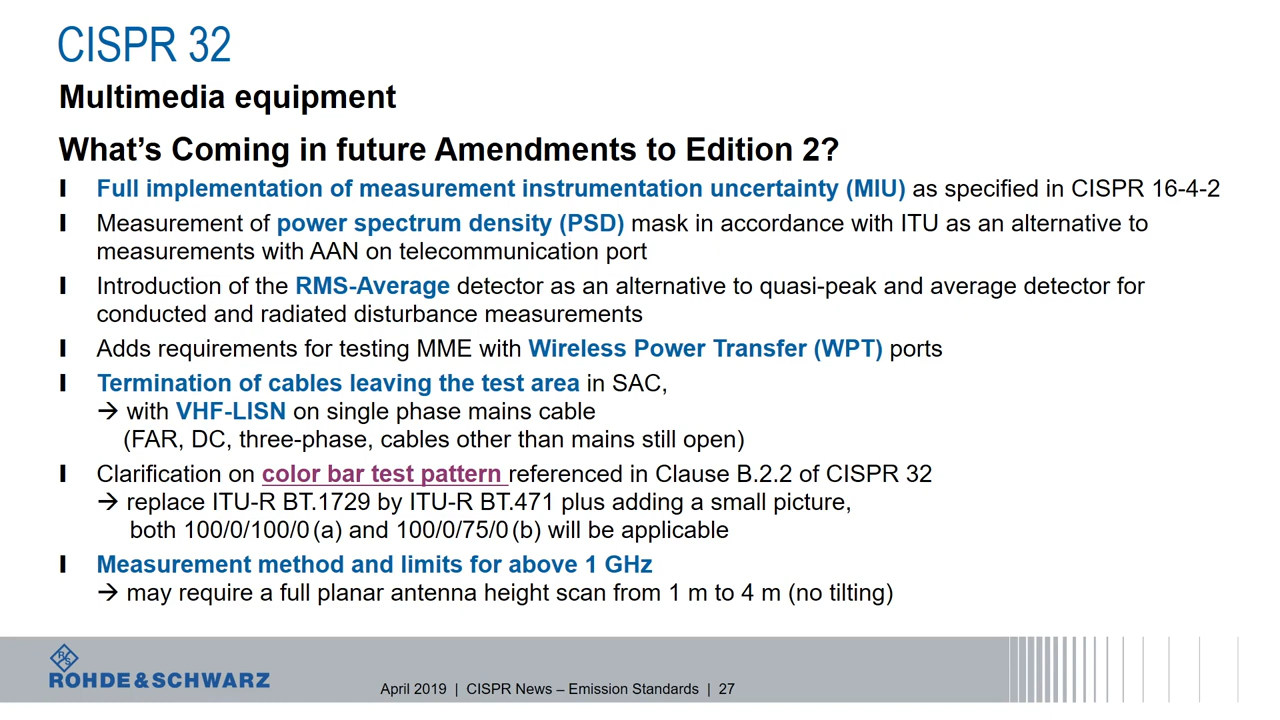 CISPR 32
Multimedia equipment
What's Coming in future Amendments to Edition 2?
Full implementation of measurement instrumentation uncertainty (MIU) as specified in CISPR 16-4-2
Measurement of power spectrum density (PSD) mask in accordance with ITU as an alternative to
measurements with AAN on telecommunication port
Introduction of the RMS-Average detector as an alternative to quasi-peak and average detector for
conducted and radiated disturbance measurements
Adds requirements for testing MME with Wireless Power Transfer (WPT) ports
Termination of cables leaving the test area in SAC,
→ with VHF-LISN on single phase mains cable
(FAR, DC, three-phase, cables other than mains still open)
Clarification on color bar test pattern referenced in Clause B.2.2 of CISPR 32
→ replace ITU-R BT.1729 by ITU-R BT.471 plus adding a small picture,
both 100/0/100/0 (a) and 100/0/75/0 (b) will be applicable
Measurement method and limits for above 1 GHz
→ may require a full planar antenna height scan from 1 m to 4 m (no tilting)
R S
ROHDE & SCHWARZ
April 2019 | CISPR News – Emission Standards | 27